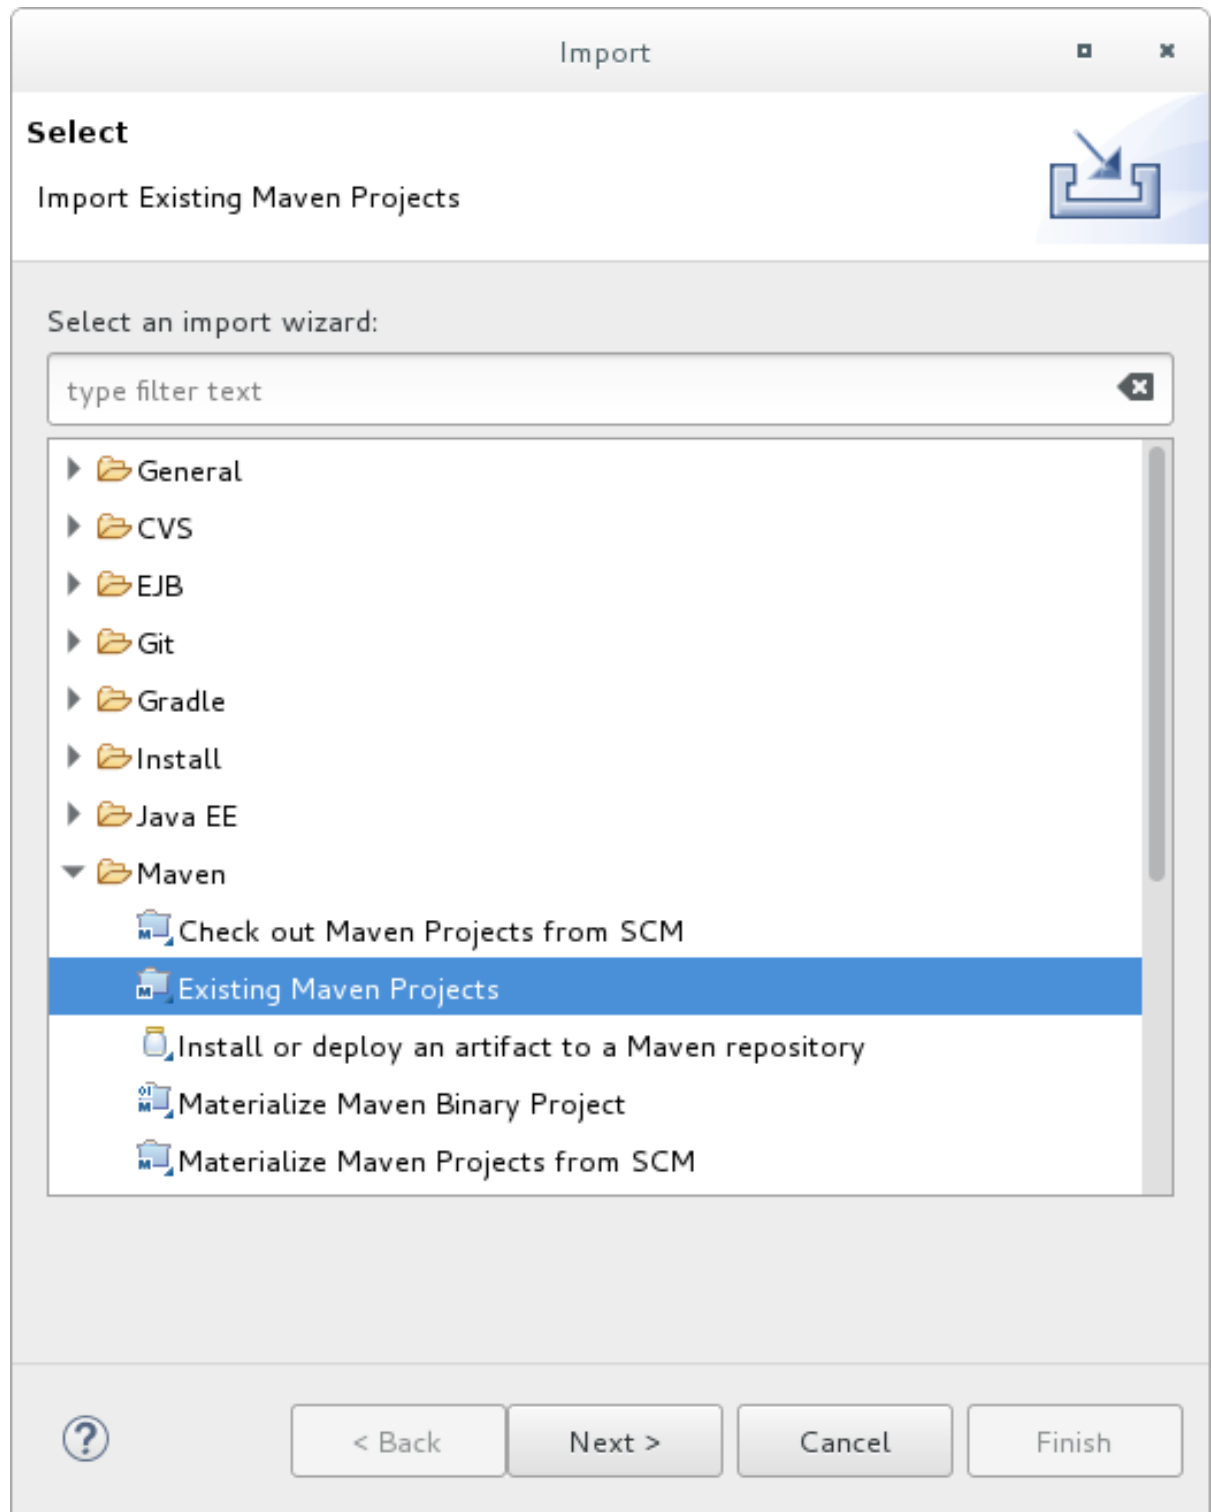 Import
Select
Import Existing Maven Projects
Select an import wizard:
type filter text
General
CVS
EJB
Git
Gradle
Install
Java EE
Maven
Check out Maven Projects from SCM
Existing Maven Projects
Install or deploy an artifact to a Maven repository
Materialize Maven Binary Project
Materialize Maven Projects from SCM
< Back
Next >
Cancel
Finish